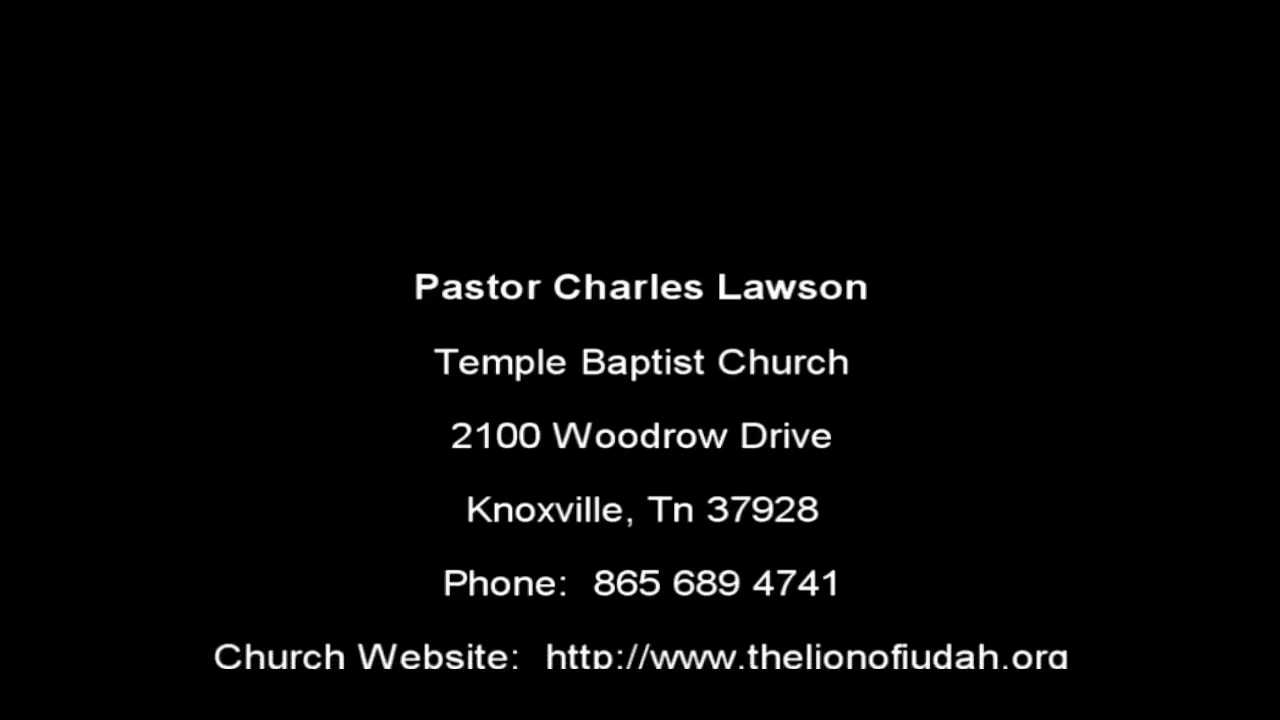 Pastor Charles Lawson
Temple Baptist Church
2100 Woodrow Drive
Knoxville, Tn 37928
Phone: 865 689 4741
Church Website: http://www.thelionofjudah.org